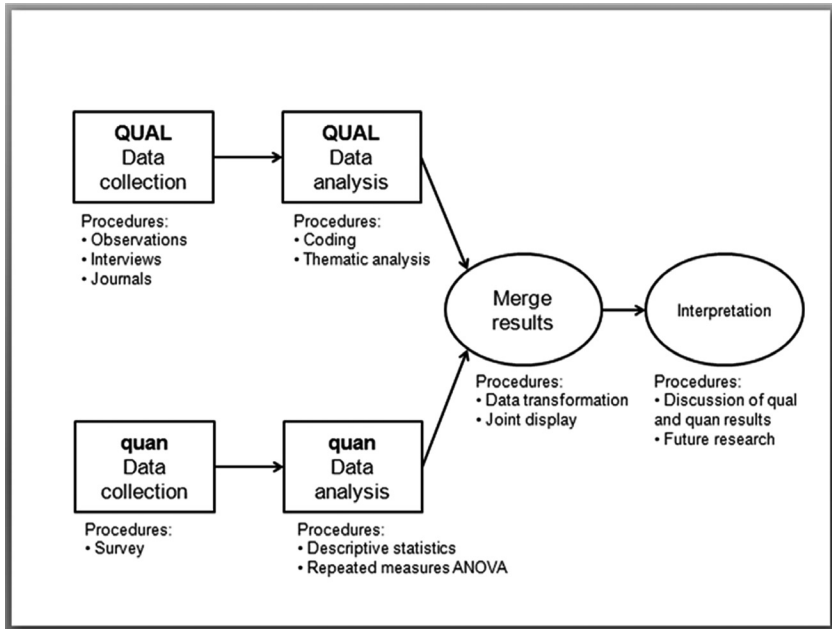 QUAL
Data
collection
Procedures:
• Observations
• Interviews
• Journals
QUAL
Data
analysis
Procedures:
• Coding
• Thematic analysis
quan
Data
collection
Procedures:
• Survey
quan
Data
analysis
Procedures:
• Descriptive statistics
• Repeated measures ANOVA
Merge
results
Procedures:
• Data transformation
• Joint display
Interpretation
Procedures:
• Discussion of qual
and quan results
• Future research